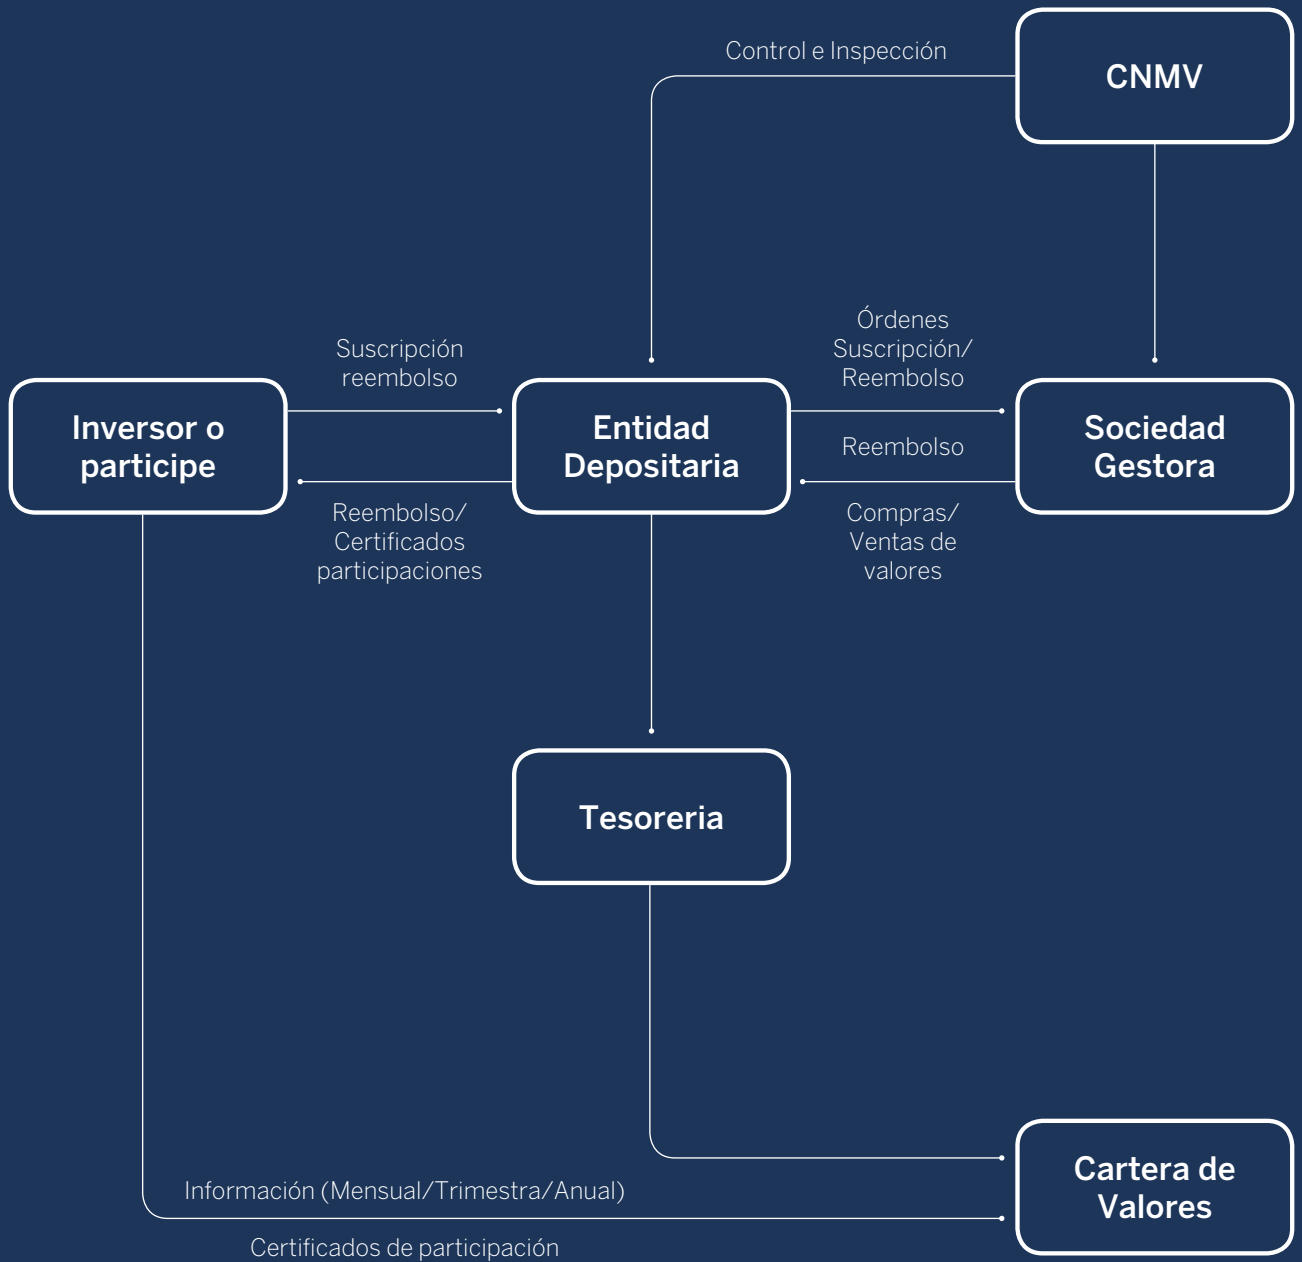 Control e Inspección
CNMV
Suscripción
reembolso
Órdenes
Suscripción/
Reembolso
Inversor o
participe
Entidad
Depositaria
Reembolso
Sociedad
Gestora
Reembolso/
Certificados
participaciones
Compras/
Ventas de
valores
Tesoreria
Cartera de
Valores
Información (Mensual/Trimestra/Anual)
Certificados de participación